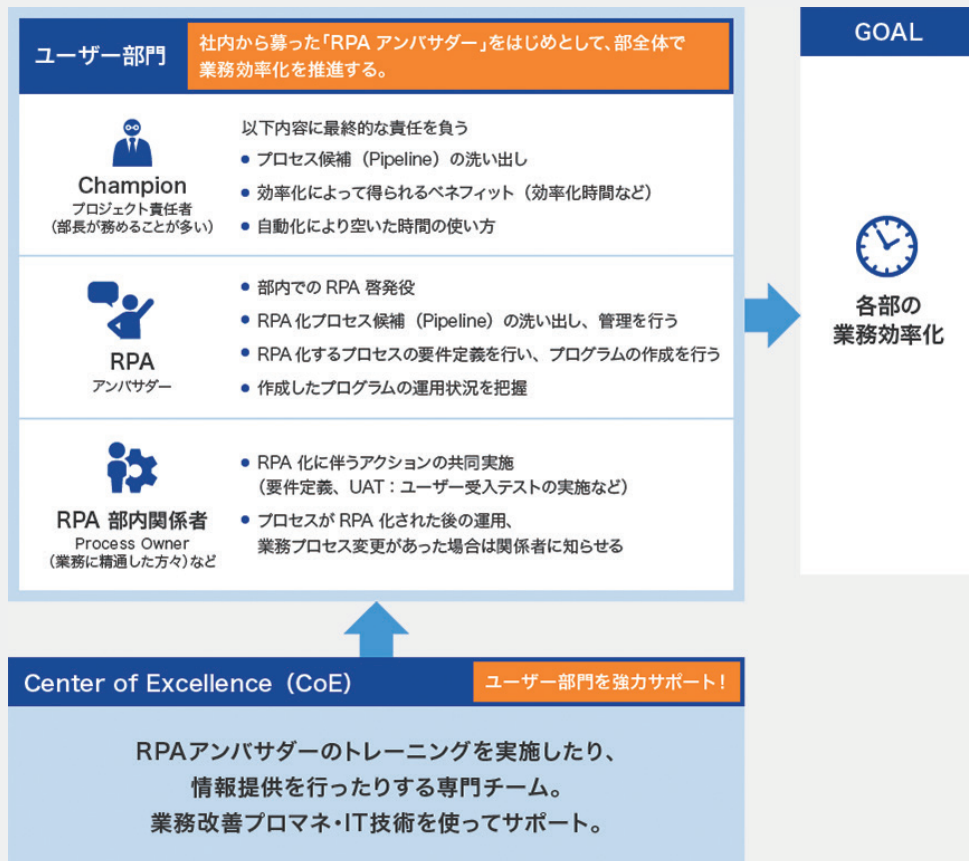 ユーザー部門
社内から募った「RPA アンバサダー」をはじめとして、部全体で
業務効率化を推進する。
Champion
プロジェクト責任者
(部長が務めることが多い)
以下内容に最終的な責任を負う
● プロセス候補 (Pipeline) の洗い出し
● 効率化によって得られるベネフィット (効率化時間など)
● 自動化により空いた時間の使い方
RPA
アンバサダー
● 部内での RPA 啓発役
● RPA 化プロセス候補 (Pipeline) の洗い出し、管理を行う
● RPA 化するプロセスの要件定義を行い、プログラムの作成を行う
● 作成したプログラムの運用状況を把握
RPA 部内関係者
Process Owner
(業務に精通した方々)など
● RPA 化に伴うアクションの共同実施
(要件定義、UAT：ユーザー受入テストの実施など)
● プロセスが RPA 化された後の運用、
業務プロセス変更があった場合は関係者に知らせる
GOAL
各部の
業務効率化
Center of Excellence (CoE)
ユーザー部門を強力サポート！
RPAアンバサダーのトレーニングを実施したり、
情報提供を行ったりする専門チーム。
業務改善プロマネ・IT技術を使ってサポート。